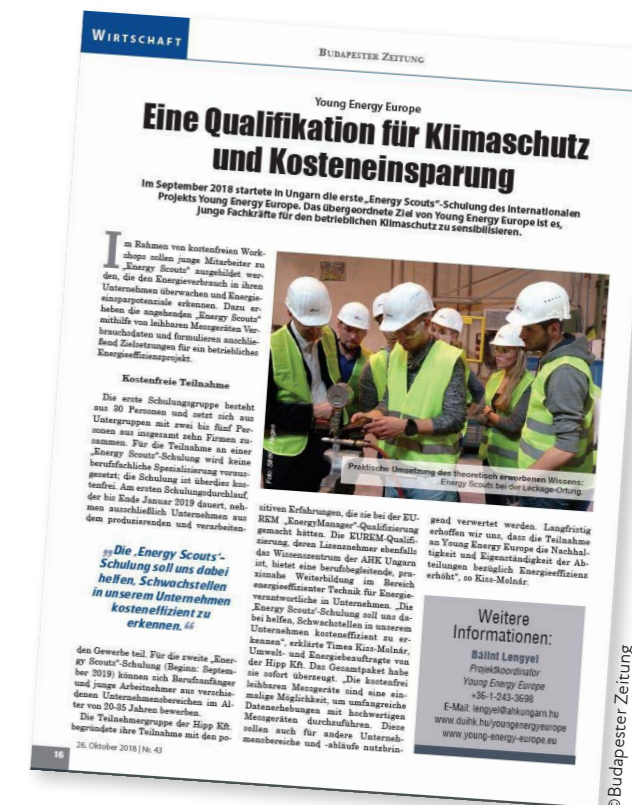 WIRTSCHAFT
BUDAPESTER ZEITUNG
Young Energy Europe
Eine Qualifikation für Klimaschutz
und Kosteneinsparung
Im September 2018 startete in Ungarn die erste „Energy Scouts“-Schulung des internationalen
Projekts Young Energy Europe. Das übergeordnete Ziel von Young Energy Europe ist es,
junge Fachkräfte für den betrieblichen Klimaschutz zu sensibilisieren.
Im Rahmen von kostenfreien Work-
shops sollen junge Mitarbeiter zu
„Energy Scouts“ ausgebildet wer-
den, die den Energieverbrauch in ihren
Unternehmen überwachen und Energie-
einsparpotenziale erkennen. Dazu er-
heben die angehenden „Energy Scouts“
mithilfe von leihbaren Messgeräten Ver-
brauchsdaten und formulieren anschlie-
ßend Zielsetzungen für ein betriebliches
Energieeffizienzprojekt.
Kostenfreie Teilnahme
Die erste Schulungsgruppe besteht
aus 30 Personen und setzt sich aus
Untergruppen mit zwei bis fünf Per-
sonen aus insgesamt zehn Firmen zu-
sammen. Für die Teilnahme an einer
„Energy Scouts“-Schulung wird keine
berufsfachliche Spezialisierung voraus-
gesetzt; die Schulung ist überdies kos-
tenfrei. Am ersten Schulungsdurchlauf,
der bis Ende Januar 2019 dauert, neh-
men ausschließlich Unternehmen aus
dem produzierenden und verarbeiten-
„Die ‚Energy Scouts‘-
Schulung soll uns dabei
helfen, Schwachstellen
in unserem Unternehmen
kosteneffizient zu
erkennen.“
den Gewerbe teil. Für die zweite „Ener-
gy Scouts“-Schulung (Beginn: Septem-
ber 2019) können sich Berufsanfänger
und junge Arbeitnehmer aus verschie-
denen Unternehmensbereichen im Al-
ter von 20-35 Jahren bewerben.
Die Teilnehmergruppe der Hipp Kft.
begründete ihre Teilnahme mit den po-
Praktische Umsetzung des theoretisch erworbenen Wissens:
Energy Scouts bei der Leckage-Ortung.
sitiven Erfahrungen, die sie bei der EU-
REM „EnergyManager“-Qualifizierung
gemacht hätten. Die EUREM-Qualifi-
zierung, deren Lizenznehmer ebenfalls
das Wissenszentrum der AHK Ungarn
ist, bietet eine berufsbegleitende, pra-
xisnahe Weiterbildung im Bereich
energieeffizienter Technik für Energie-
verantwortliche in Unternehmen. „Die
‚Energy Scouts‘-Schulung soll uns da-
bei helfen, Schwachstellen in unserem
Unternehmen kosteneffizient zu er-
kennen“, erklärte Timea Kiss-Molnár,
Umwelt- und Energiebeauftragte von
der Hipp Kft. Das Gesamtpaket habe
sie sofort überzeugt. „Die kostenfrei
leihbaren Messgeräte sind eine ein-
malige Möglichkeit, um umfangreiche
Datenerhebungen mit hochwertigen
Messgeräten durchzuführen. Diese
sollen auch für andere Unterneh-
mensbereiche und -abläufe nutzbrin-
gend verwertet werden. Langfristig
erhoffen wir uns, dass die Teilnahme
an Young Energy Europe die Nachhal-
tigkeit und Eigenständigkeit der Ab-
teilungen bezüglich Energieeffizienz
erhöht“, so Kiss-Molnár.
Weitere
Informationen:
Bálint Lengyel
Projektkoordinator
Young Energy Europe
+36-1-243-3698
E-Mail: lengyel@ahkungarn.hu
www.duihk.hu/youngenergyeurope
www.young-energy-europe.eu
16
26. Oktober 2018 | Nr. 43
©Budapester Zeitung